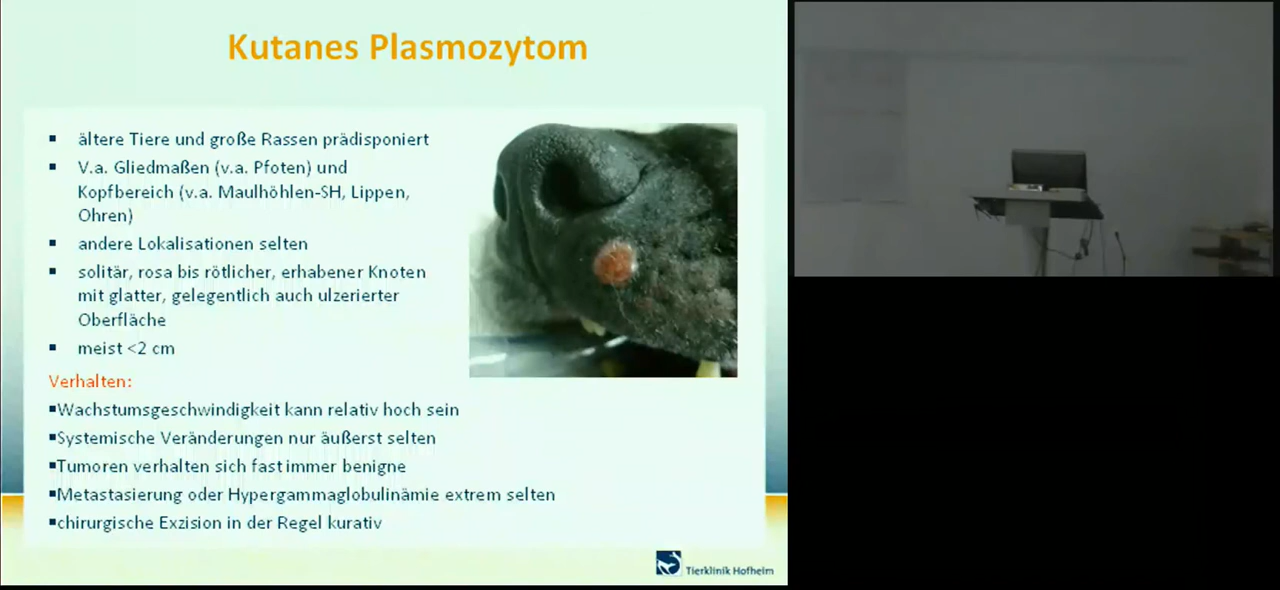 Kutanes Plasmozytom
▪ ältere Tiere und große Rassen prädisponiert
▪ V.a. Gliedmaßen (v.a. Pfoten) und
Kopfbereich (v.a. Maulhöhlen-SH, Lippen,
Ohren)
▪ andere Lokalisationen selten
▪ solitär, rosa bis rötlicher, erhabener Knoten
mit glatter, gelegentlich auch ulzerierter
Oberfläche
▪ meist <2 cm
Verhalten:
▪Wachstumsgeschwindigkeit kann relativ hoch sein
▪Systemische Veränderungen nur äußerst selten
▪Tumoren verhalten sich fast immer benigne
▪Metastasierung oder Hypergammaglobulinämie extrem selten
▪chirurgische Exzision in der Regel kurativ
Tierklinik Hofheim